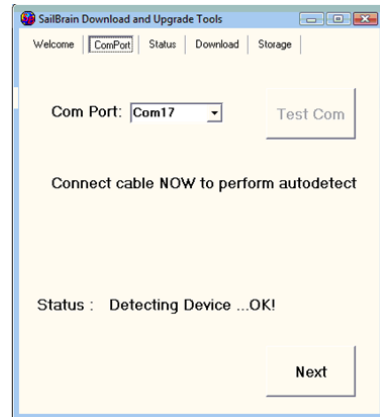 SailBrain Download and Upgrade Tools
Welcome ComPort Status Download Storage
Com Port: Com17 Test Com
Connect cable NOW to perform autodetect
Status : Detecting Device ...OK!
Next